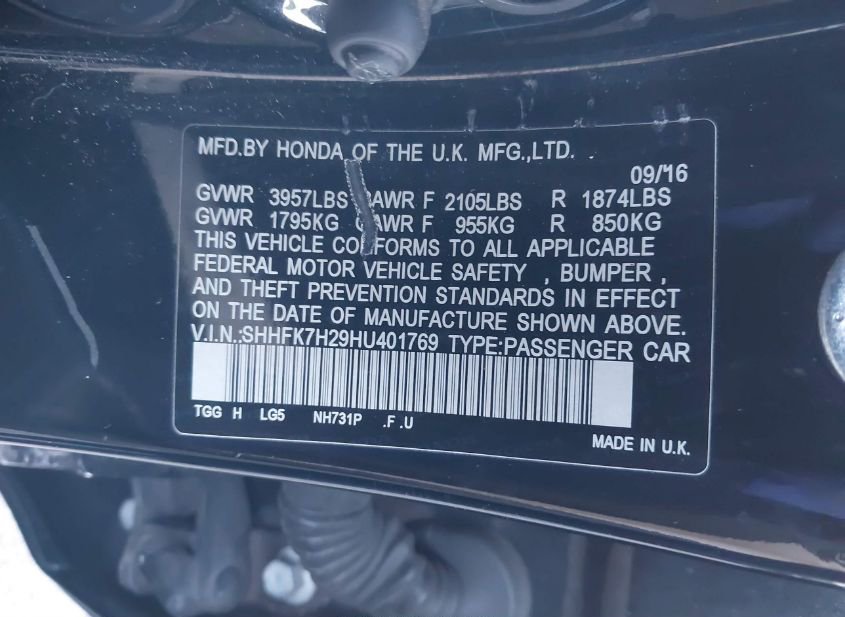 MFD.BY HONDA OF THE U.K. MFG.,LTD.
09/16
GVWR 3957LBS GAWR F 2105LBS R 1874LBS
GVWR 1795KG GAWR F 955KG R 850KG
THIS VEHICLE CONFORMS TO ALL APPLICABLE
FEDERAL MOTOR VEHICLE SAFETY , BUMPER ,
AND THEFT PREVENTION STANDARDS IN EFFECT
ON THE DATE OF MANUFACTURE SHOWN ABOVE.
V.I.N.:SHHFK7H29HU401769 TYPE:PASSENGER CAR
TGG H LG5 NH731P .F .U
MADE IN U.K.